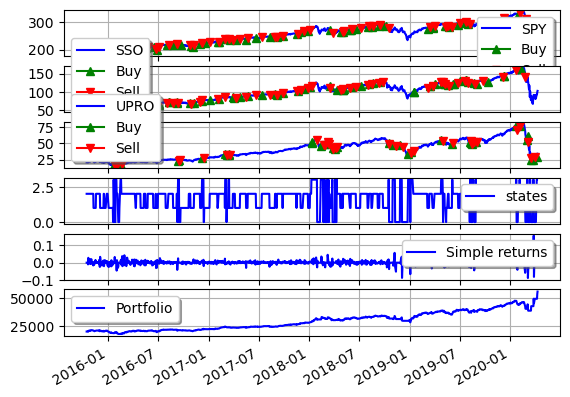 300
200
SPY
Buy
Sell
SSO
Buy
Sell
150
100
50
UPRO
Buy
Sell
75
50
25
2.5
0.0
states
0.1
0.0
−0.1
Simple returns
50000
25000
Portfolio
2016-01
2016-07
2017-01
2017-07
2018-01
2018-07
2019-01
2019-07
2020-01